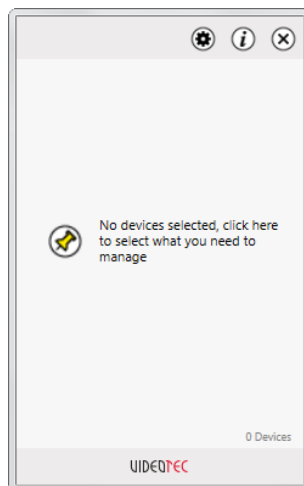 No devices selected, click here
to select what you need to
manage
0 Devices
VIDEOTEC